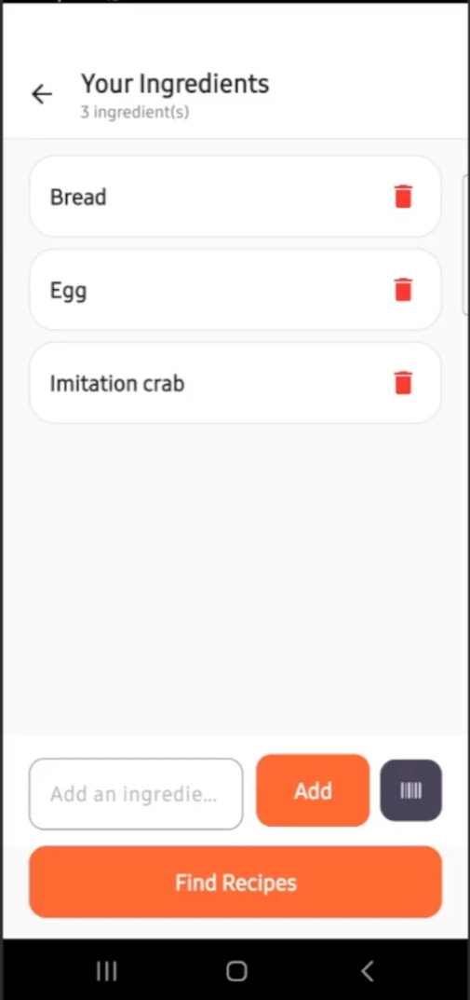 Your Ingredients
3 ingredient(s)
Bread
Egg
Imitation crab
Add an ingredie...
Add
Find Recipes